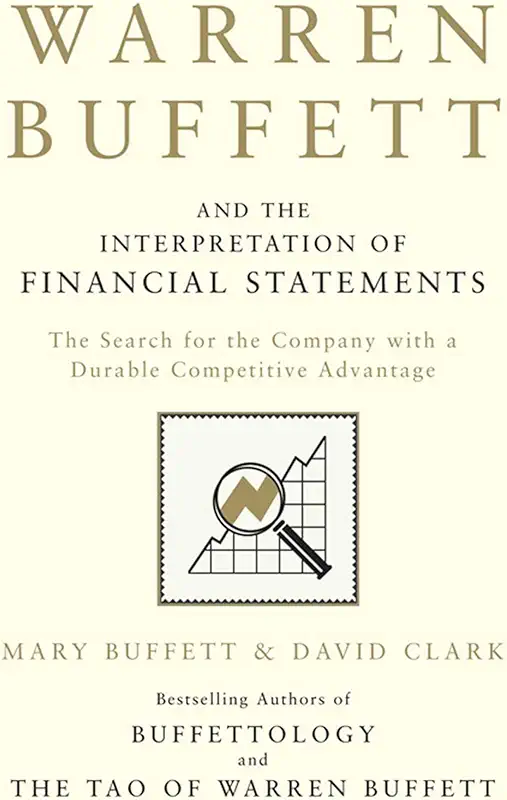 WARREN
BUFFETT
AND THE
INTERPRETATION OF
FINANCIAL STATEMENTS
The Search for the Company with a
Durable Competitive Advantage
MARY BUFFETT & DAVID CLARK
Bestselling Authors of
BUFFETTOLOGY
and
THE TAO OF WARREN BUFFETT